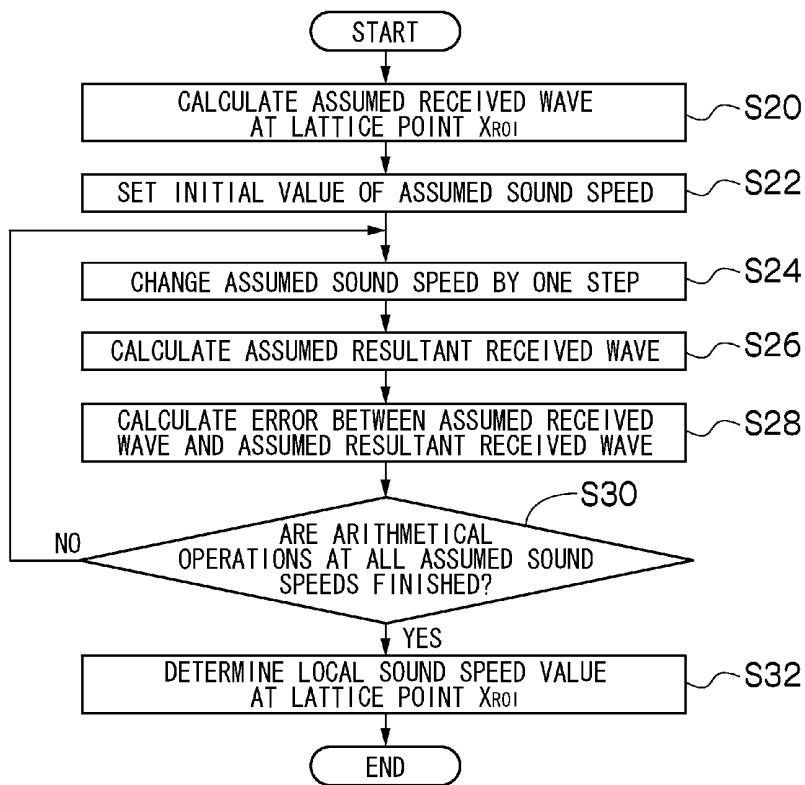 START
CALCULATE ASSUMED RECEIVED WAVE
AT LATTICE POINT XROI
S20
SET INITIAL VALUE OF ASSUMED SOUND SPEED
S22
CHANGE ASSUMED SOUND SPEED BY ONE STEP
S24
CALCULATE ASSUMED RESULTANT RECEIVED WAVE
S26
CALCULATE ERROR BETWEEN ASSUMED RECEIVED
WAVE AND ASSUMED RESULTANT RECEIVED WAVE
S28
S30
ARE ARITHMETICAL
OPERATIONS AT ALL ASSUMED SOUND
SPEEDS FINISHED?
NO
YES
DETERMINE LOCAL SOUND SPEED VALUE
AT LATTICE POINT XROI
S32
END